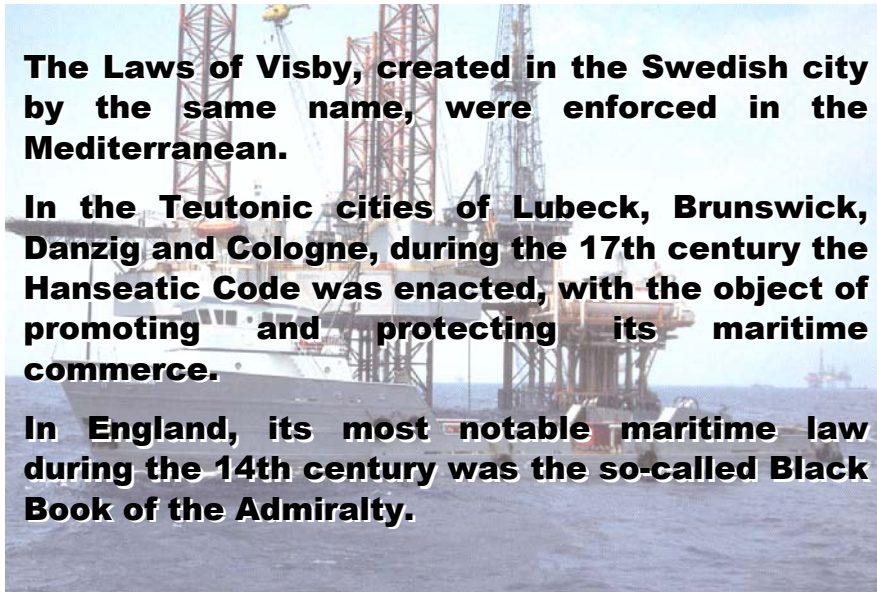 The Laws of Visby, created in the Swedish city
by the same name, were enforced in the
Mediterranean.
In the Teutonic cities of Lubeck, Brunswick,
Danzig and Cologne, during the 17th century the
Hanseatic Code was enacted, with the object of
promoting and protecting its maritime
commerce.
In England, its most notable maritime law
during the 14th century was the so-called Black
Book of the Admiralty.